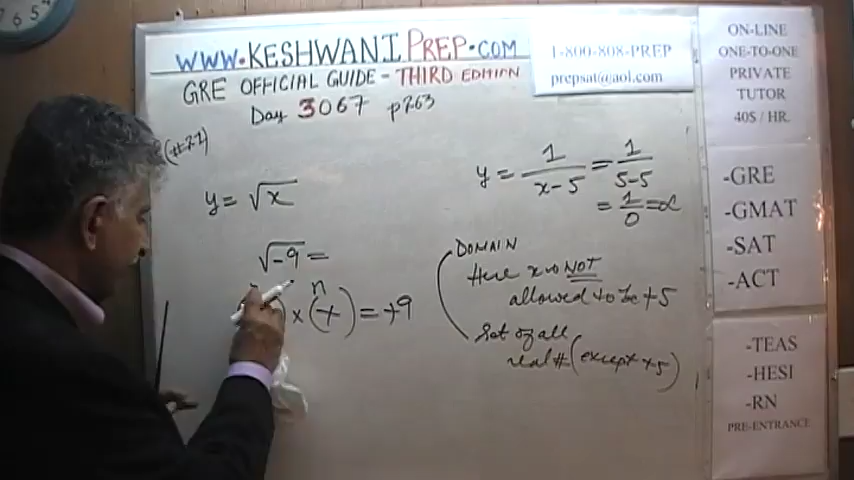 WWW.KESHWANIPREP.COM
GRE OFFICIAL GUIDE - THIRD EDITION
Day 3067 p263
1-800-808-PREP
prepsat@aol.com
ON-LINE
ONE-TO-ONE
PRIVATE
TUTOR
40$ / HR.
-GRE
-GMAT
-SAT
-ACT
-TEAS
-HESI
-RN
PRE-ENTRANCE
y = √x
√-9 =
n
) x (+) = +9
y = 1/(x-5) = 1/(5-5)
= 1/0 = ∝
DOMAIN
Here x is NOT
allowed to be +5
Set of all
real # (except +5)
7 6 5